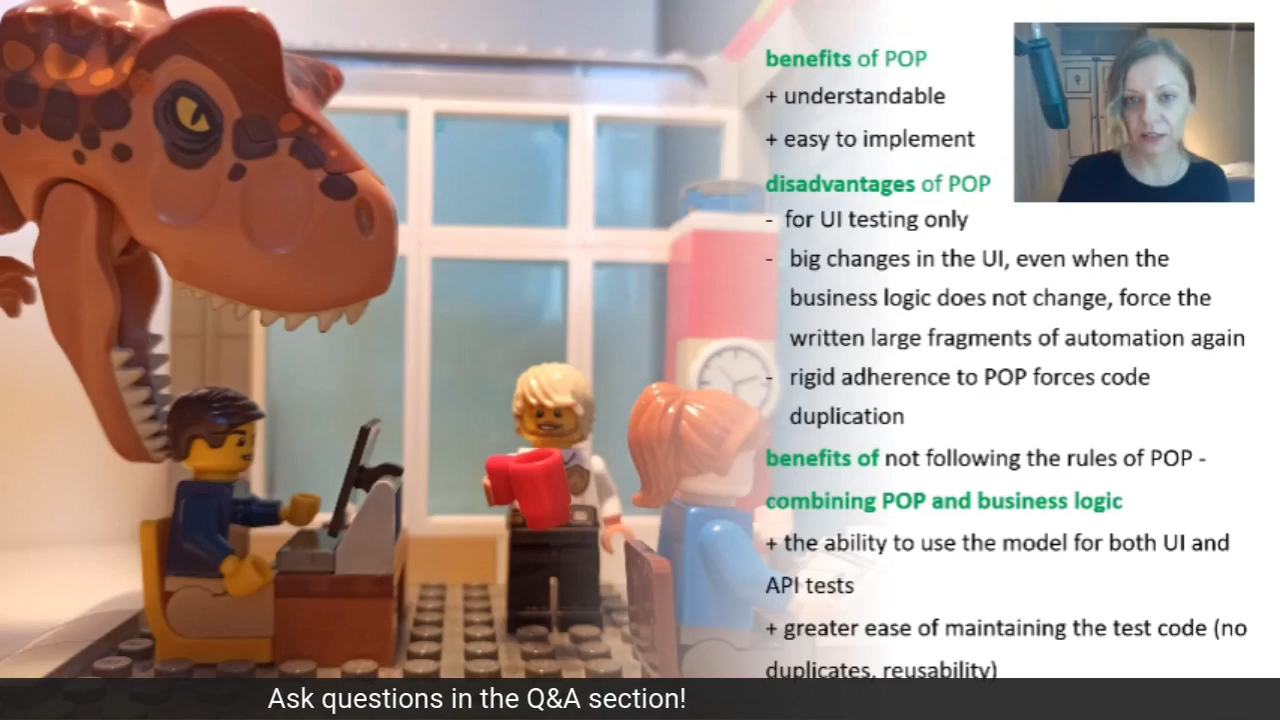 benefits of POP
+ understandable
+ easy to implement
disadvantages of POP
- for UI testing only
- big changes in the UI, even when the
business logic does not change, force the
written large fragments of automation again
- rigid adherence to POP forces code
duplication
benefits of not following the rules of POP -
combining POP and business logic
+ the ability to use the model for both UI and
API tests
+ greater ease of maintaining the test code (no
duplicates, reusability)
Ask questions in the Q&A section!